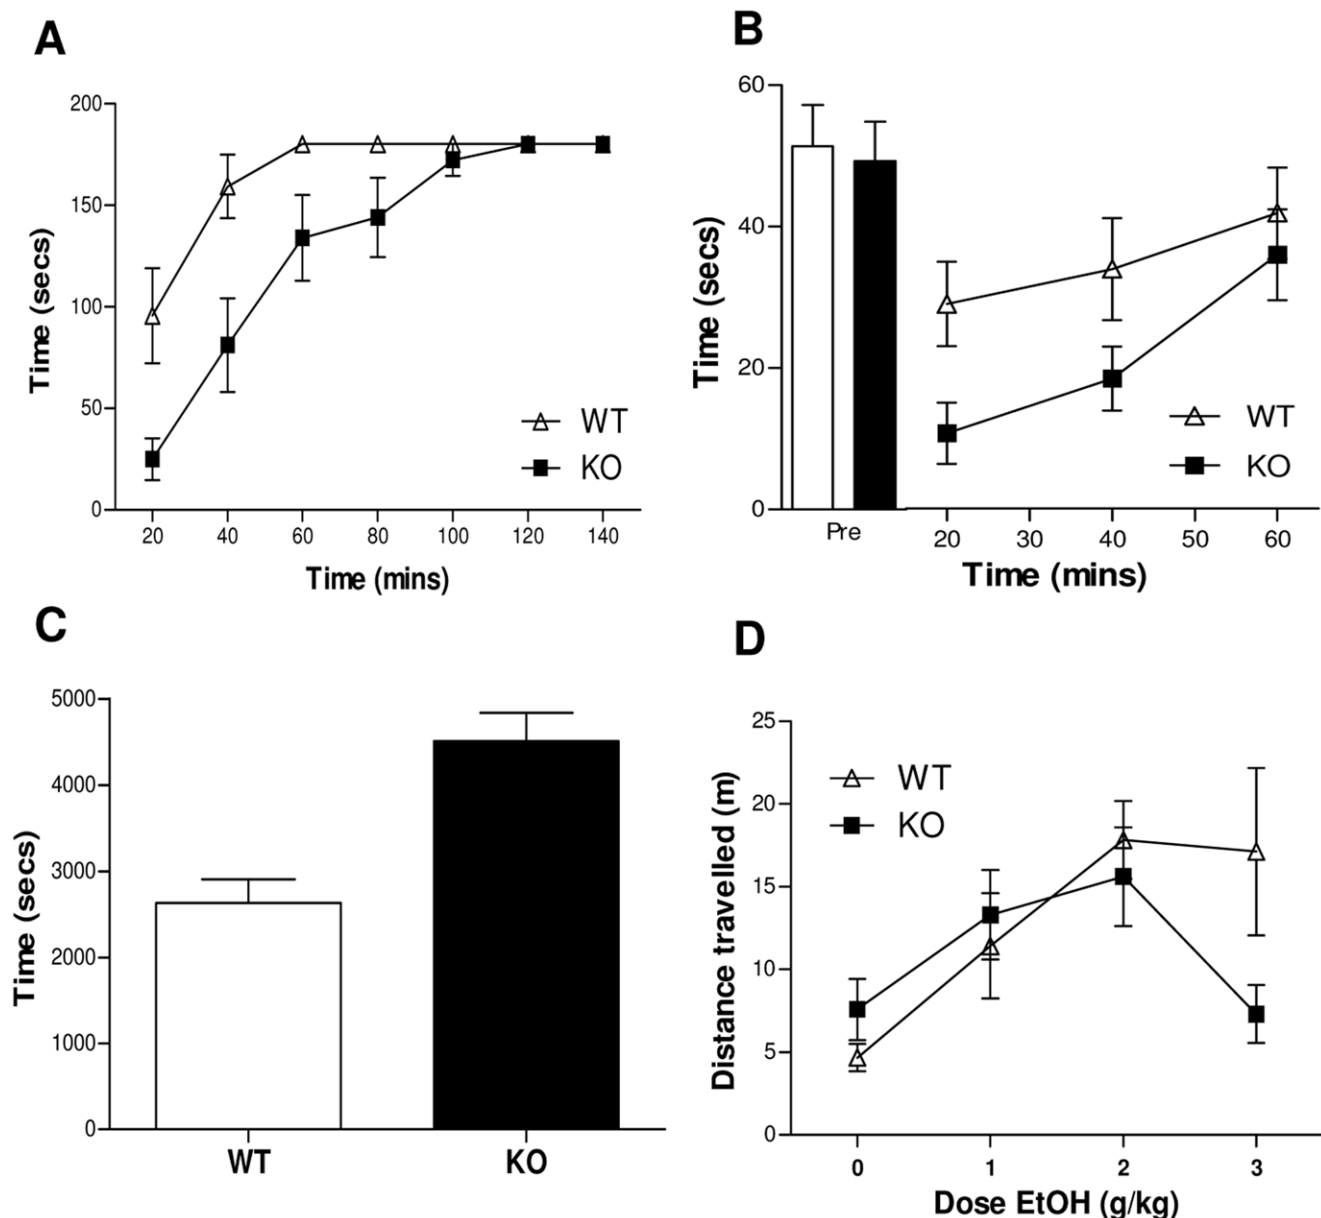 A
200
150
100
50
0
Time (secs)
WT
KO
20 40 60 80 100 120 140
Time (mins)
B
60
40
20
0
Time (secs)
WT
KO
Pre
20 30 40 50 60
Time (mins)
C
5000
4000
3000
2000
1000
0
Time (secs)
WT KO
D
25
20
15
10
5
0
Distance travelled (m)
WT
KO
0 1 2 3
Dose EtOH (g/kg)